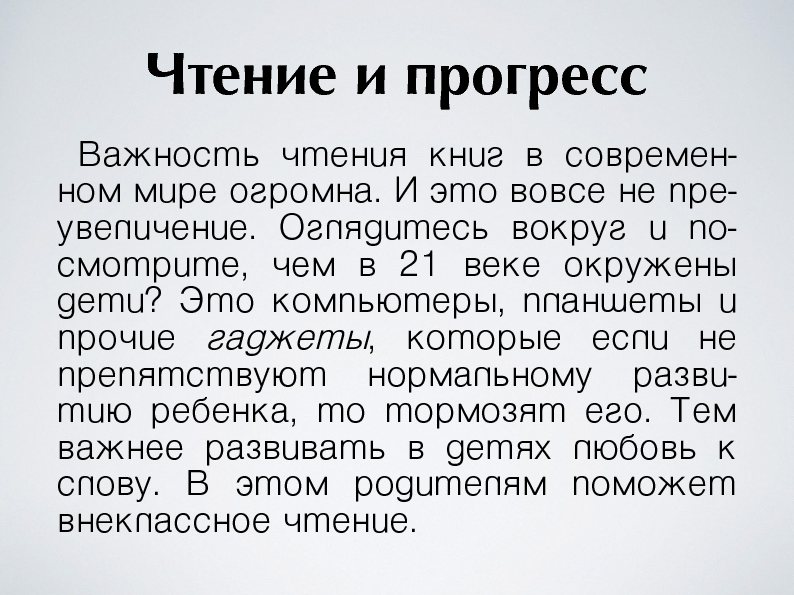 Чтение и прогресс
Важность чтения книг в современ-
ном мире огромна. И это вовсе не пре-
увеличение. Оглядитесь вокруг и по-
смотрите, чем в 21 веке окружены
дети? Это компьютеры, планшеты и
прочие гаджеты, которые если не
препятствуют нормальному разви-
тию ребенка, то тормозят его. Тем
важнее развивать в детях любовь к
слову. В этом родителям поможет
внеклассное чтение.